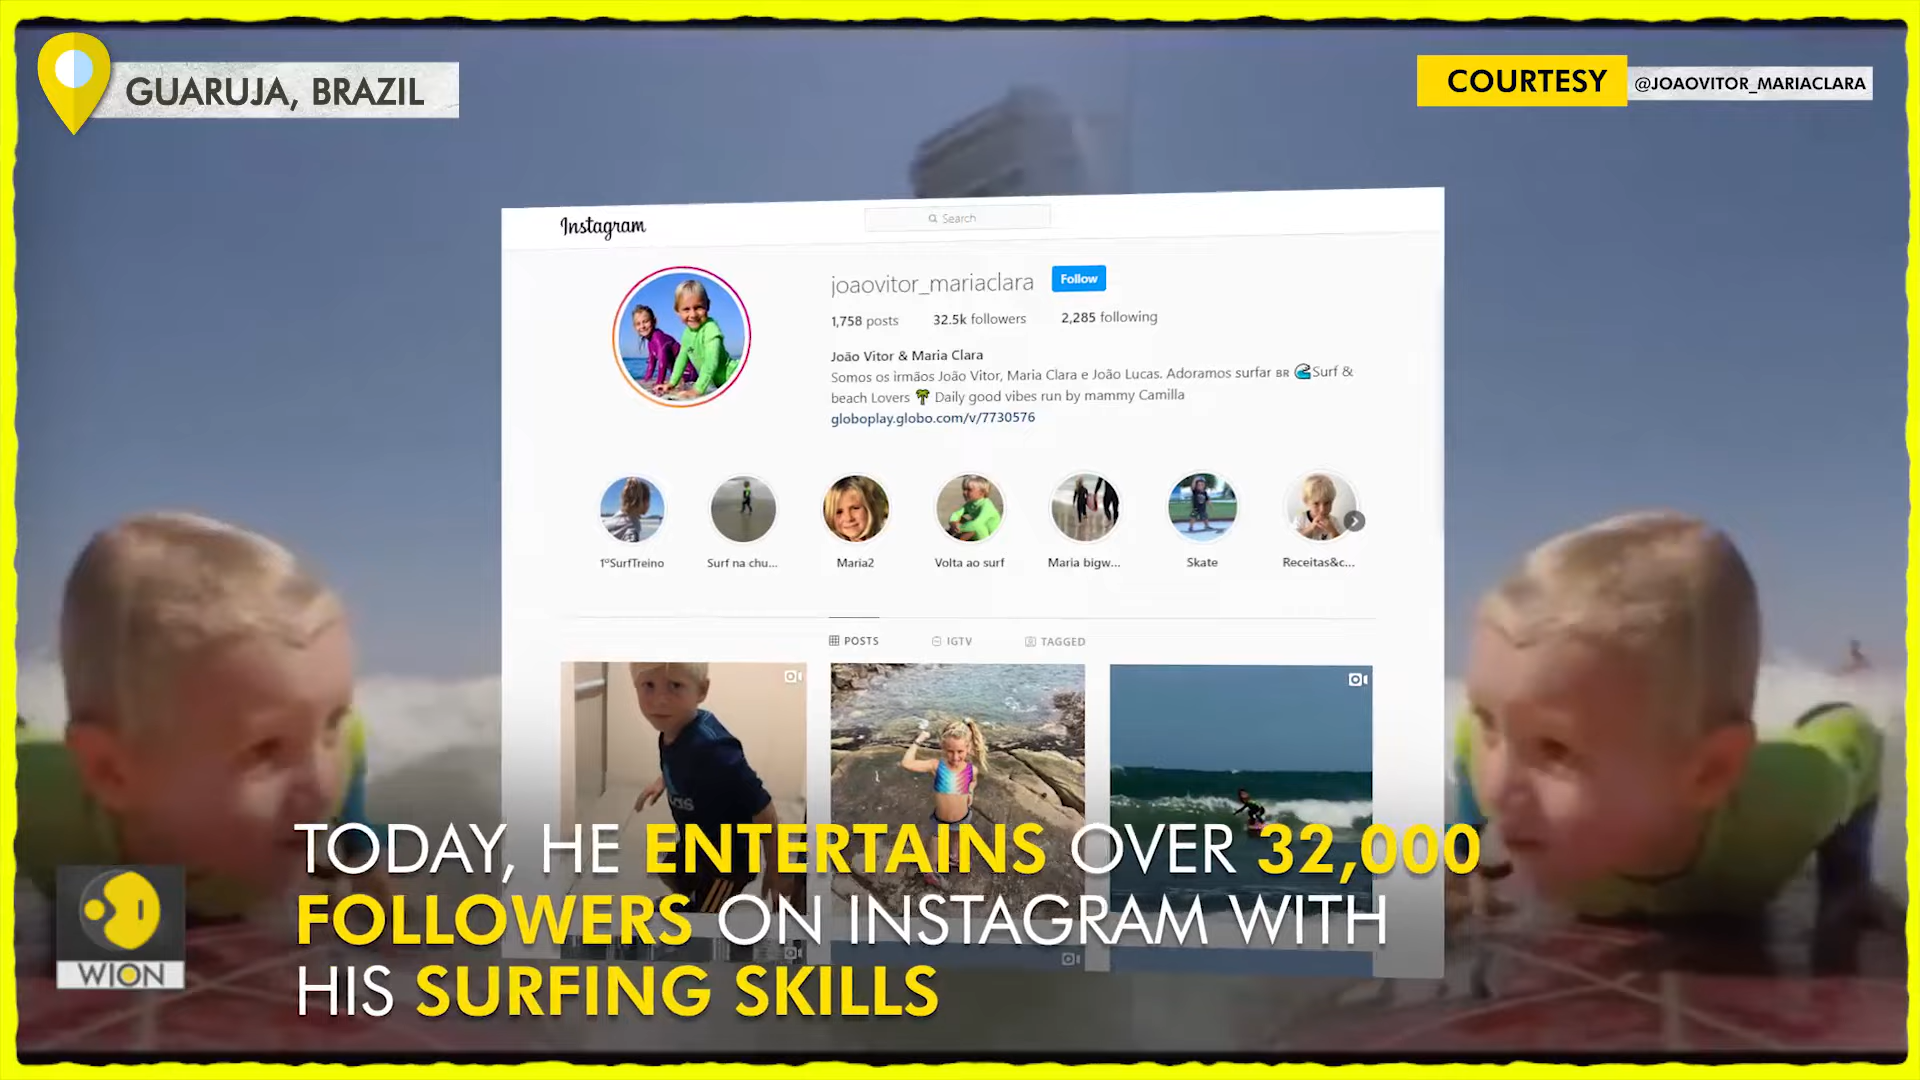 GUARUJA, BRAZIL
COURTESY
@JOAOVITOR_MARIACLARA
Instagram
Search
joaovitor_mariaclara
Follow
1,758 posts 32.5k followers 2,285 following
João Vitor & Maria Clara
Somos os irmãos João Vitor, Maria Clara e João Lucas. Adoramos surfar BR 🌊Surf &
beach Lovers 🌴 Daily good vibes run by mammy Camilla
globoplay.globo.com/v/7730576
1ºSurfTreino Surf na chu... Maria2 Volta ao surf Maria bigw... Skate Receitas&c...
POSTS IGTV TAGGED
TODAY, HE ENTERTAINS OVER 32,000
FOLLOWERS ON INSTAGRAM WITH
HIS SURFING SKILLS
WION